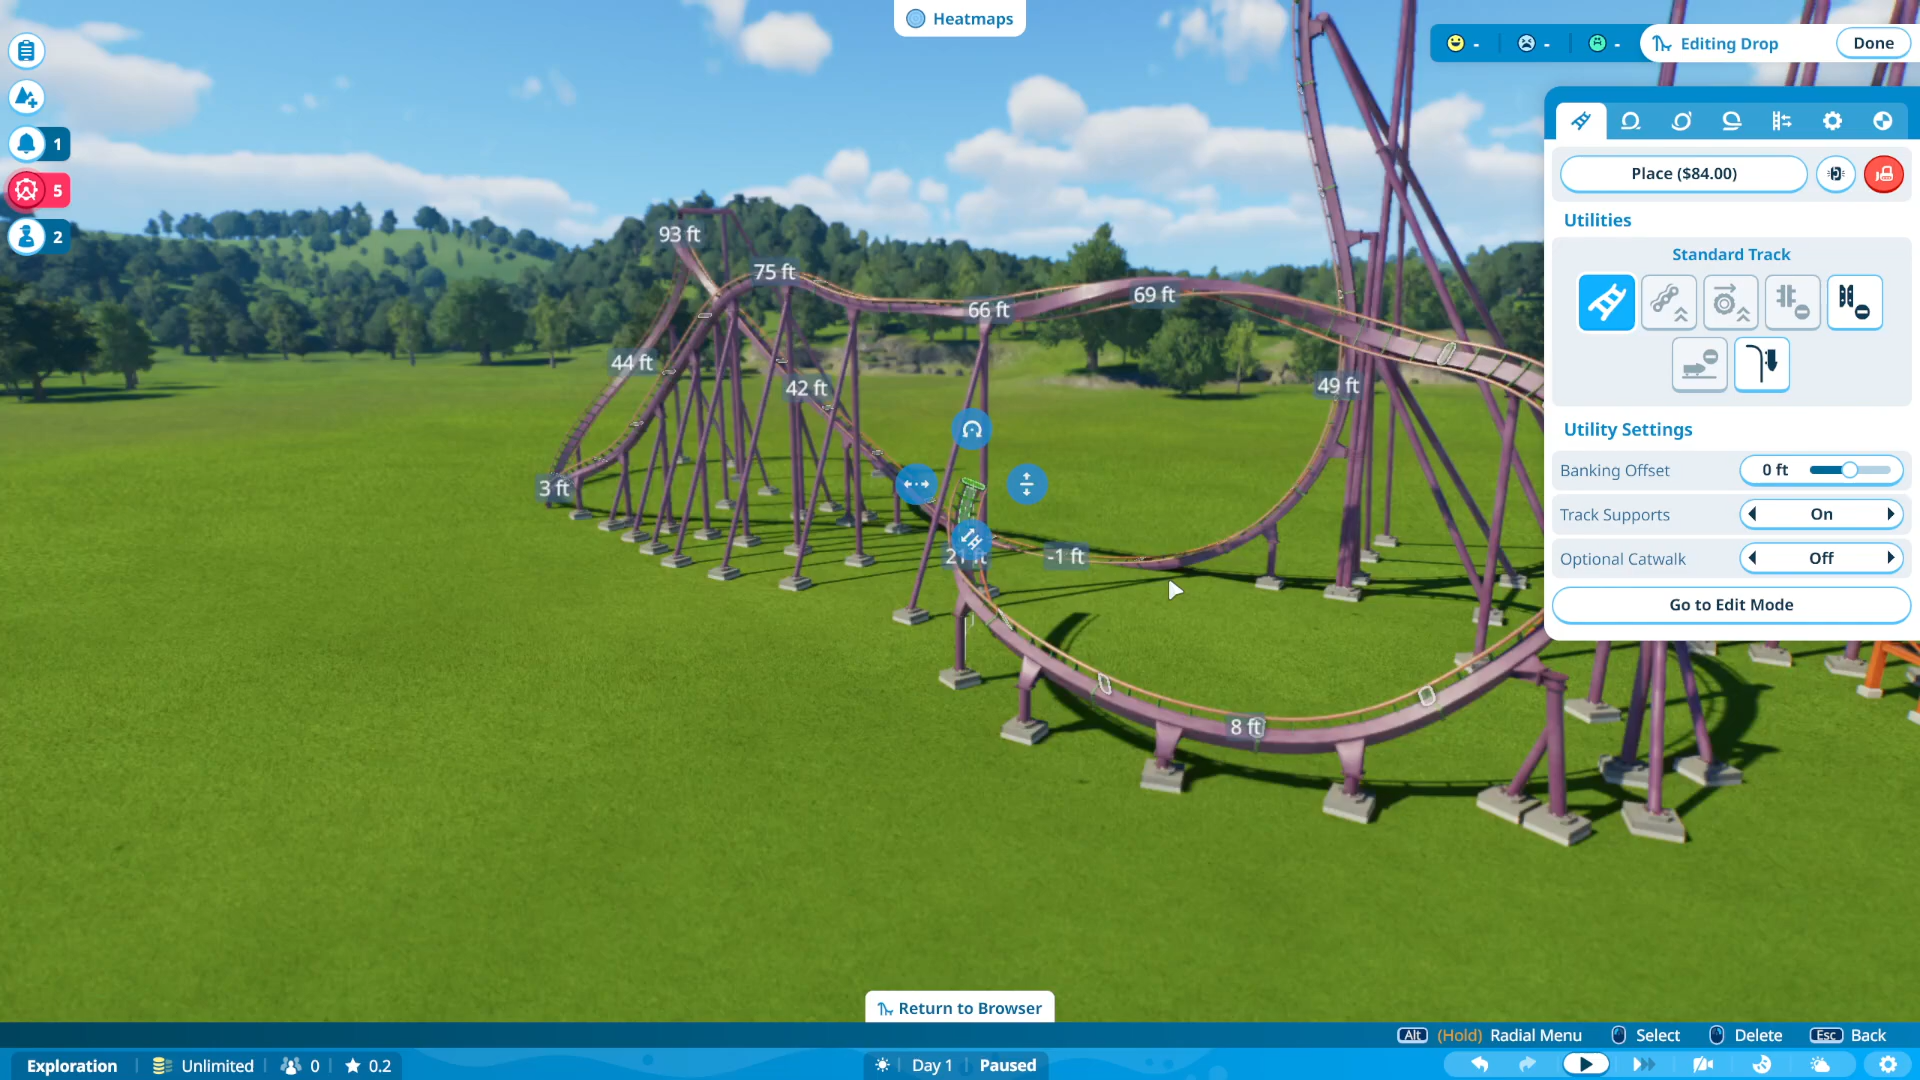 Heatmaps
-
-
-
Editing Drop
Done
1
5
2
Place ($84.00)
Utilities
Standard Track
Utility Settings
Banking Offset
0 ft
Track Supports
On
Optional Catwalk
Off
Go to Edit Mode
93 ft
75 ft
66 ft
69 ft
44 ft
42 ft
49 ft
3 ft
21 ft
-1 ft
8 ft
Return to Browser
Alt (Hold) Radial Menu Select Delete Esc Back
Exploration Unlimited 0 0.2 Day 1 Paused